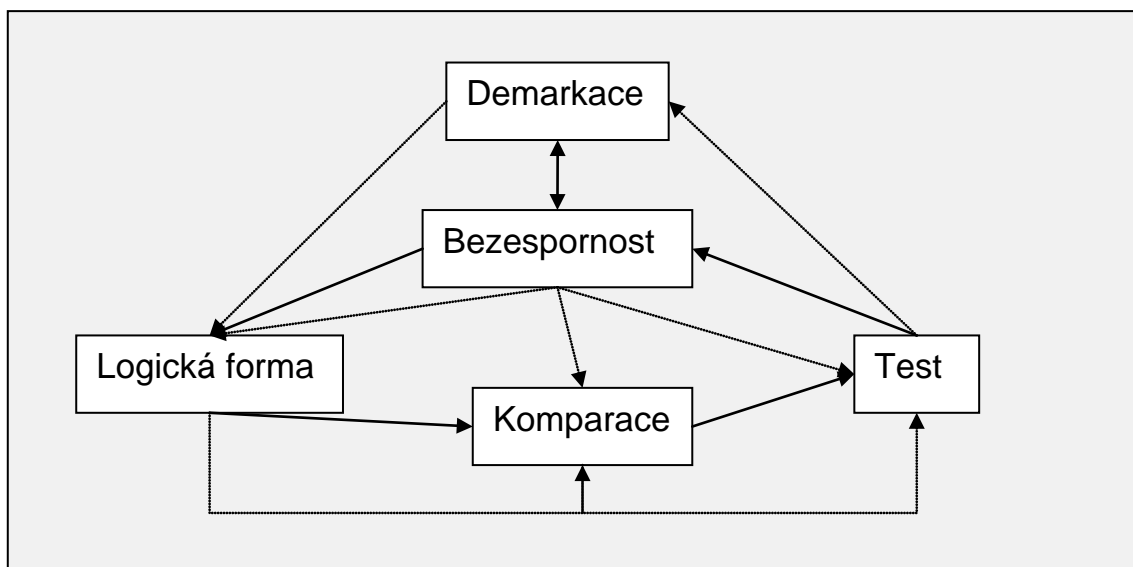 Demarkace
Bezespornost
Logická forma
Test
Komparace